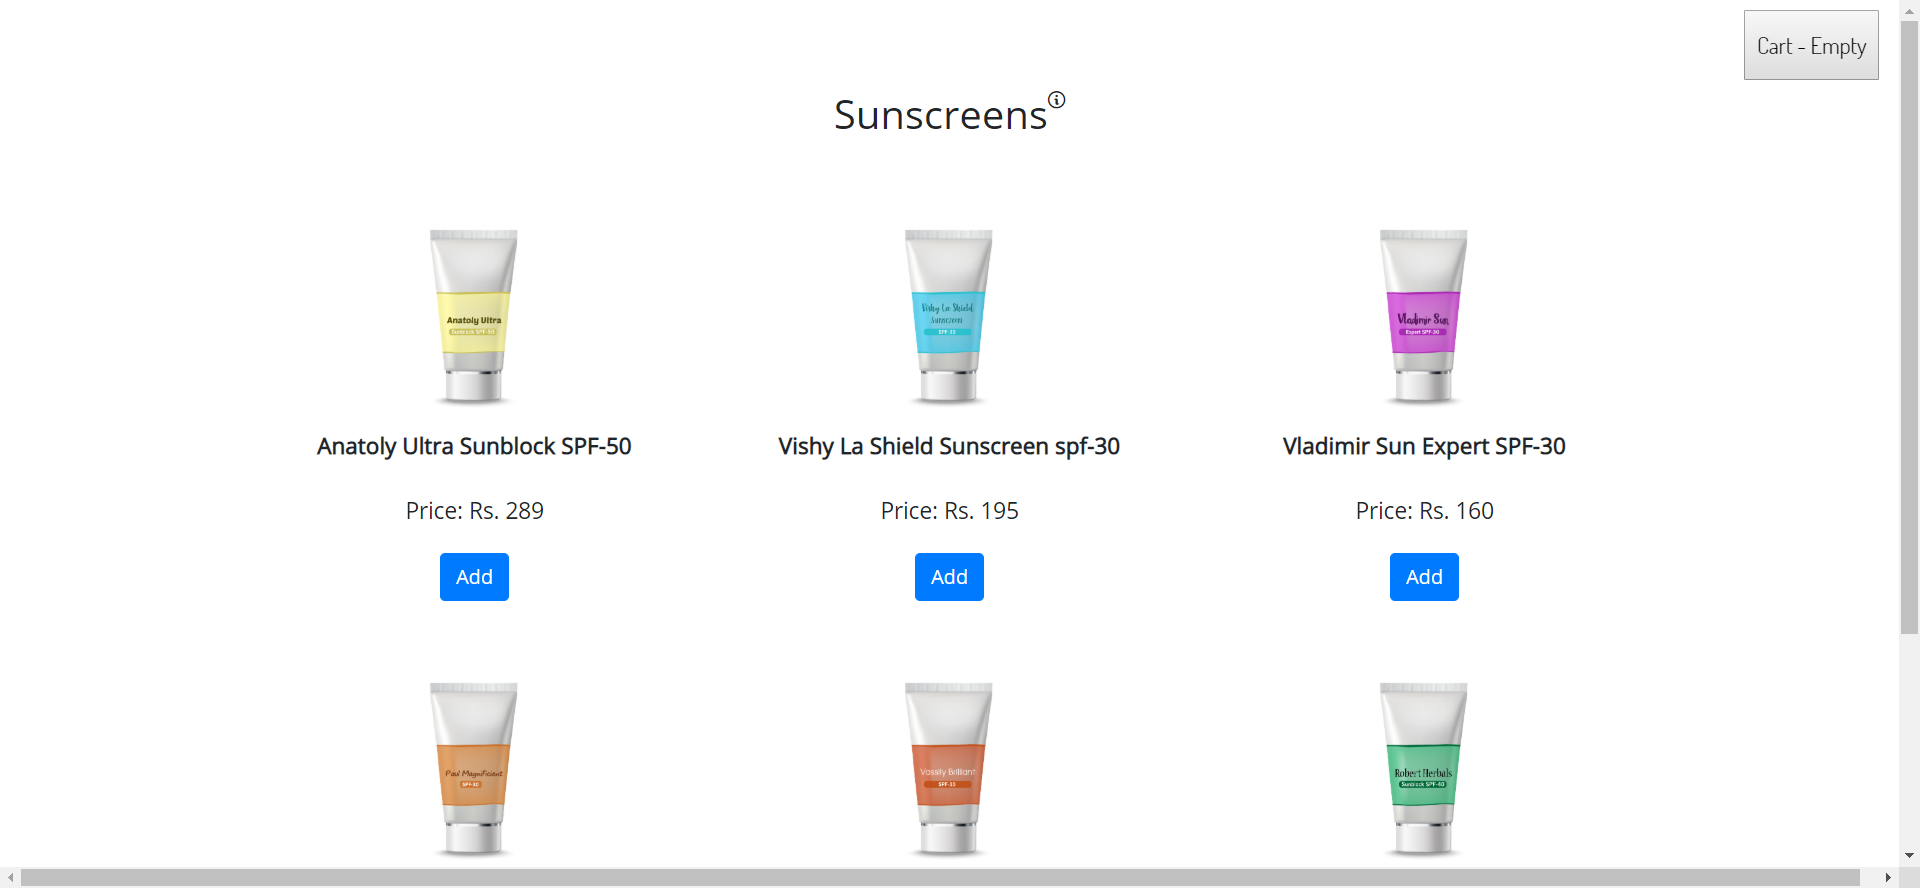 Cart - Empty
Sunscreens
Anatoly Ultra
Sunblock SPF-50
Vishy La Shield
Sunscreen
SPF-30
Vladimir Sun
Expert SPF-30
Anatoly Ultra Sunblock SPF-50
Vishy La Shield Sunscreen spf-30
Vladimir Sun Expert SPF-30
Price: Rs. 289
Price: Rs. 195
Price: Rs. 160
Add
Add
Add
Paul Magnificient
SPF-30
Vassily Brilliant
SPF-30
Robert Herbals
Sunblock SPF-40